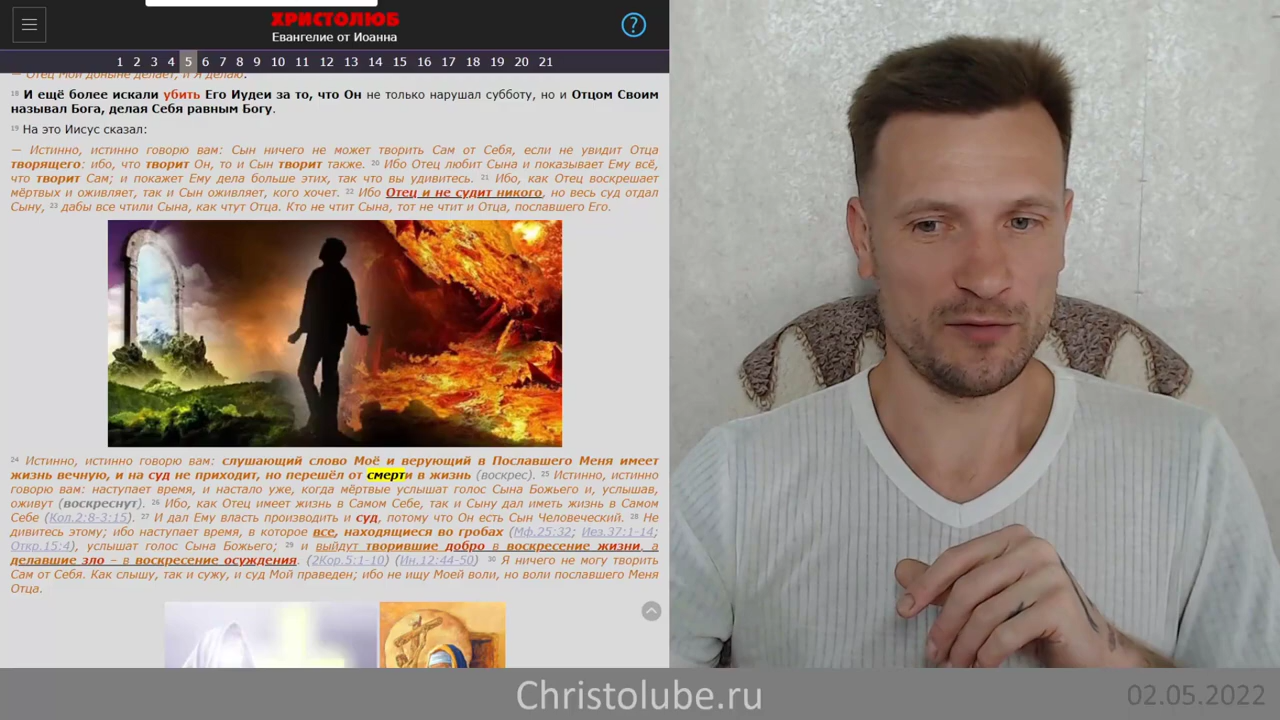 ХРИСТОЛЮБ
Евангелие от Иоанна
?
1 2 3 4 5 6 7 8 9 10 11 12 13 14 15 16 17 18 19 20 21
— Отец Мой доныне делает, и Я делаю.
18 И ещё более искали убить Его Иудеи за то, что Он не только нарушал субботу, но и Отцом Своим
называл Бога, делая Себя равным Богу.
19 На это Иисус сказал:
— Истинно, истинно говорю вам: Сын ничего не может творить Сам от Себя, если не увидит Отца
творящего: ибо, что творит Он, то и Сын творит также. 20 Ибо Отец любит Сына и показывает Ему всё,
что творит Сам; и покажет Ему дела больше этих, так что вы удивитесь. 21 Ибо, как Отец воскрешает
мёртвых и оживляет, так и Сын оживляет, кого хочет. 22 Ибо Отец и не судит никого, но весь суд отдал
Сыну, 23 дабы все чтили Сына, как чтут Отца. Кто не чтит Сына, тот не чтит и Отца, пославшего Его.
24 Истинно, истинно говорю вам: слушающий слово Моё и верующий в Пославшего Меня имеет
жизнь вечную, и на суд не приходит, но перешёл от смерти в жизнь (воскрес). 25 Истинно, истинно
говорю вам: наступает время, и настало уже, когда мёртвые услышат голос Сына Божьего и, услышав,
оживут (воскреснут). 26 Ибо, как Отец имеет жизнь в Самом Себе, так и Сыну дал иметь жизнь в Самом
Себе (Кол.2:8-3:15). 27 И дал Ему власть производить и суд, потому что Он есть Сын Человеческий. 28 Не
дивитесь этому; ибо наступает время, в которое все, находящиеся во гробах (Мф.25:32; Иез.37:1-14;
Откр.15:4), услышат голос Сына Божьего; 29 и выйдут творившие добро в воскресение жизни, а
делавшие зло – в воскресение осуждения. (2Кор.5:1-10) (Ин.12:44-50) 30 Я ничего не могу творить
Сам от Себя. Как слышу, так и сужу, и суд Мой праведен; ибо не ищу Моей воли, но воли пославшего Меня
Отца.
Christolube.ru
02.05.2022